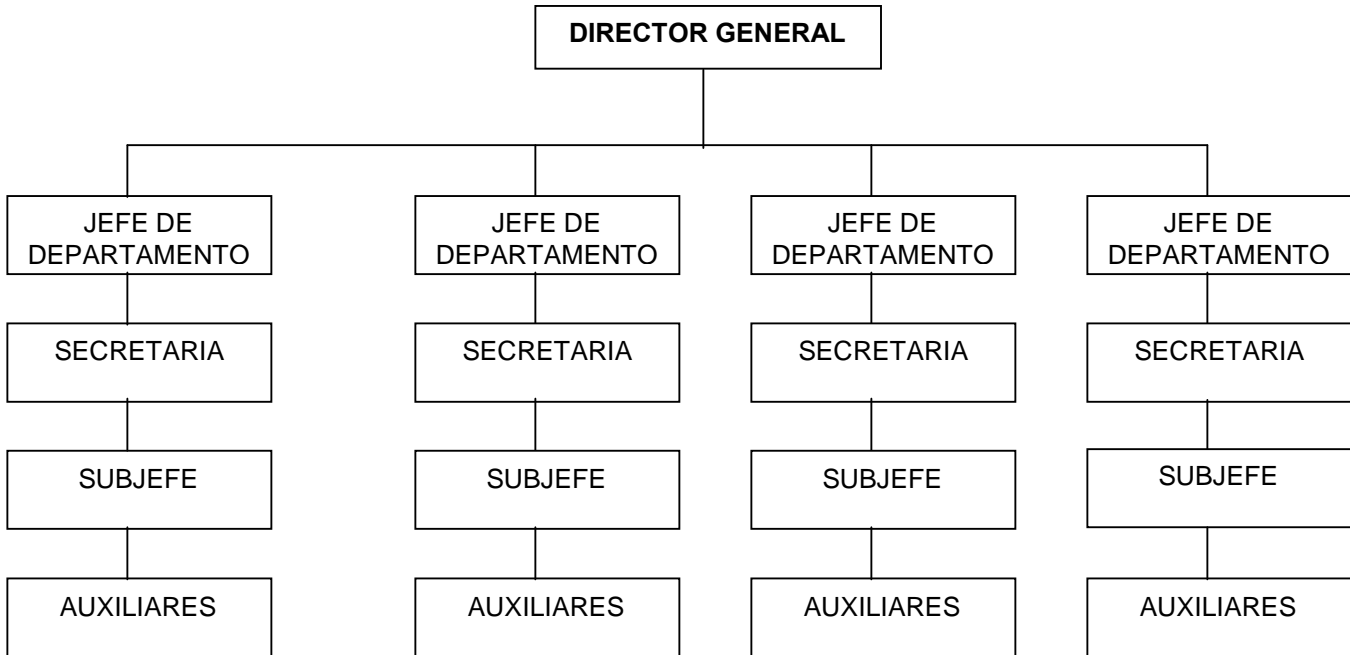 DIRECTOR GENERAL
JEFE DE
DEPARTAMENTO
JEFE DE
DEPARTAMENTO
JEFE DE
DEPARTAMENTO
JEFE DE
DEPARTAMENTO
SECRETARIA
SECRETARIA
SECRETARIA
SECRETARIA
SUBJEFE
SUBJEFE
SUBJEFE
SUBJEFE
AUXILIARES
AUXILIARES
AUXILIARES
AUXILIARES